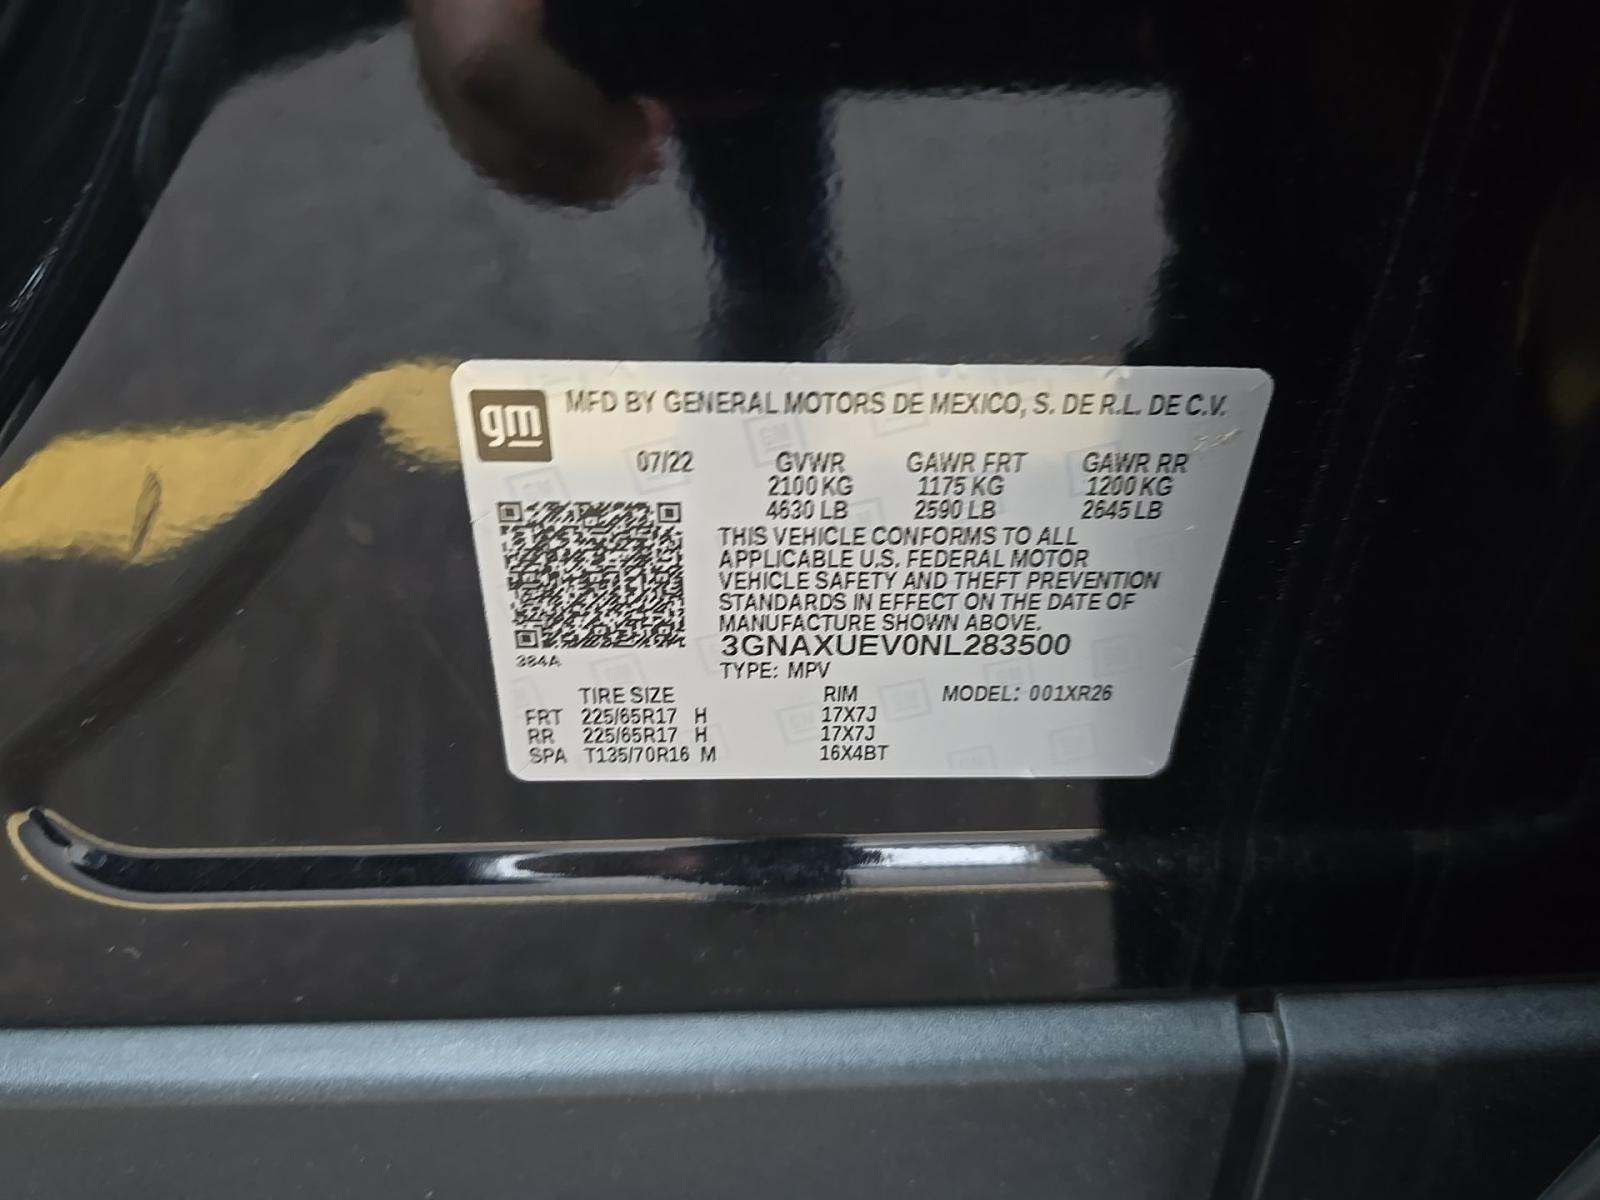 gm MFD BY GENERAL MOTORS DE MEXICO, S. DE R.L. DE C.V.
07/22 GVWR GAWR FRT GAWR RR
2100 KG 1175 KG 1200 KG
4630 LB 2590 LB 2645 LB
THIS VEHICLE CONFORMS TO ALL
APPLICABLE U.S. FEDERAL MOTOR
VEHICLE SAFETY AND THEFT PREVENTION
STANDARDS IN EFFECT ON THE DATE OF
MANUFACTURE SHOWN ABOVE.
3GNAXUEV0NL283500
384A
TYPE: MPV
TIRE SIZE RIM MODEL: 001XR26
FRT 225/65R17 H 17X7J
RR 225/65R17 H 17X7J
SPA T135/70R16 M 16X4BT